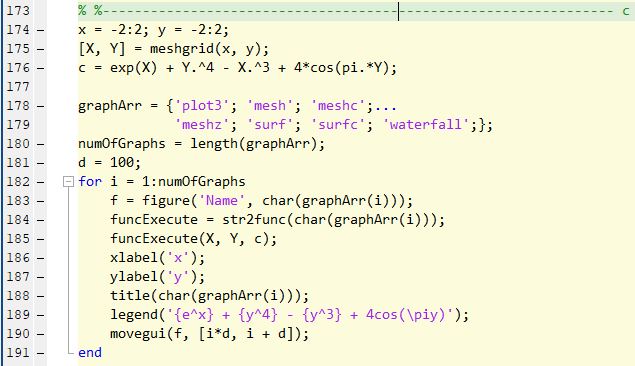 173 % %---------------------------------------------------------------- c
174 – x = -2:2; y = -2:2;
175 – [X, Y] = meshgrid(x, y);
176 – c = exp(X) + Y.^4 - X.^3 + 4*cos(pi.*Y);
177
178 – graphArr = {'plot3'; 'mesh'; 'meshc';...
179 'meshz'; 'surf'; 'surfc'; 'waterfall';};
180 – numOfGraphs = length(graphArr);
181 – d = 100;
182 – for i = 1:numOfGraphs
183 – f = figure('Name', char(graphArr(i)));
184 – funcExecute = str2func(char(graphArr(i)));
185 – funcExecute(X, Y, c);
186 – xlabel('x');
187 – ylabel('y');
188 – title(char(graphArr(i)));
189 – legend('{e^x} + {y^4} - {y^3} + 4cos(\piy)');
190 – movegui(f, [i*d, i + d]);
191 – end